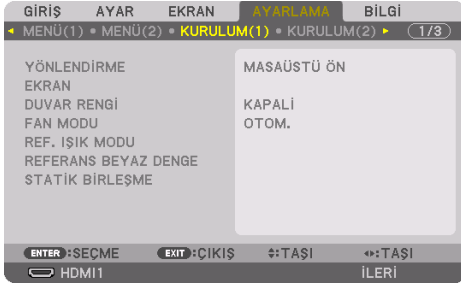 GİRİŞ AYAR EKRAN AYARLAMA BİLGİ
◂ MENÜ(1) • MENÜ(2) • KURULUM(1) • KURULUM(2) ▸ 1/3
YÖNLENDİRME MASAÜSTÜ ÖN
EKRAN
DUVAR RENGİ KAPALI
FAN MODU OTOM.
REF. IŞIK MODU
REFERANS BEYAZ DENGE
STATİK BİRLEŞME
ENTER :SEÇME EXIT :ÇIKIŞ :TAŞI :TAŞI
HDMI1 İLERİ